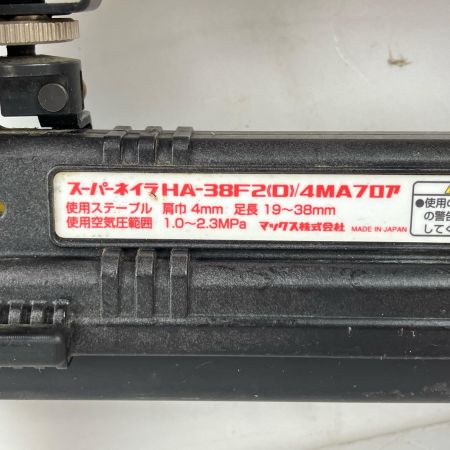 スーパーネイラHA-38F2(D)/4MAフロア
使用ステープル 肩巾 4mm 足長 19～38mm
使用空気圧範囲 1.0～2.3MPa マックス株式会社 MADE IN JAPAN
●使用
の警告
してく